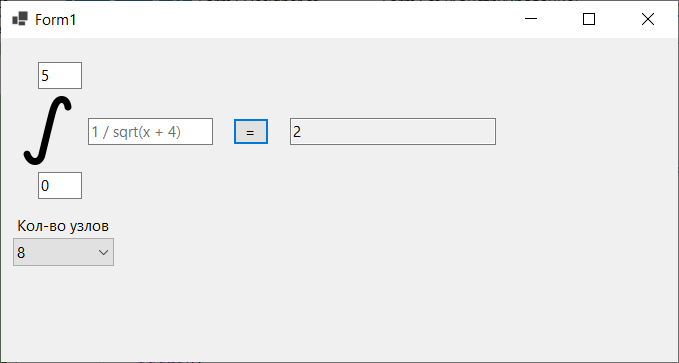 Form1
5
1 / sqrt(x + 4)
=
2
0
Кол-во узлов
8